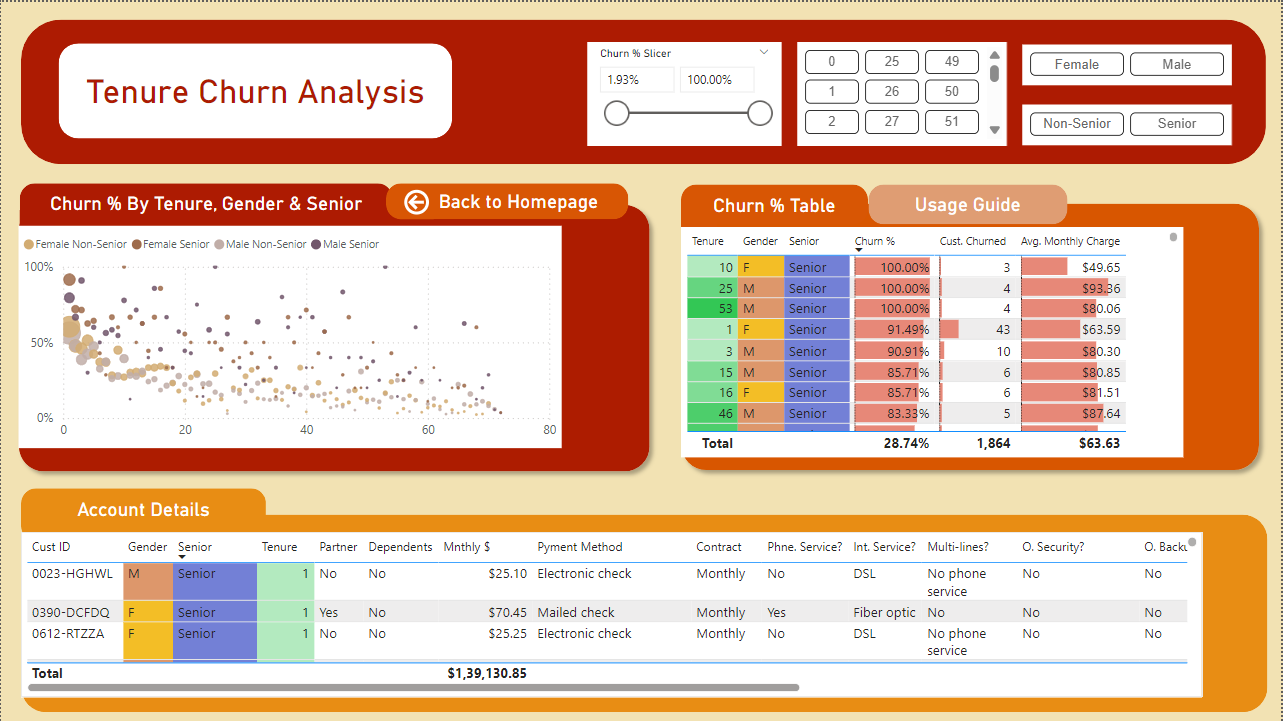 Tenure Churn Analysis
Churn % Slicer
1.93% 100.00%
0 25 49
1 26 50
2 27 51
Female Male
Non-Senior Senior
Churn % By Tenure, Gender & Senior
Back to Homepage
Female Non-Senior Female Senior Male Non-Senior Male Senior
100%
50%
0%
0 20 40 60 80
Churn % Table
Usage Guide
Tenure Gender Senior Churn % Cust. Churned Avg. Monthly Charge
10 F Senior 100.00% 3 $49.65
25 M Senior 100.00% 4 $93.36
53 M Senior 100.00% 4 $80.06
1 F Senior 91.49% 43 $63.59
3 M Senior 90.91% 10 $80.30
15 M Senior 85.71% 6 $80.85
16 F Senior 85.71% 6 $81.51
46 M Senior 83.33% 5 $87.64
Total 28.74% 1,864 $63.63
Account Details
Cust ID Gender Senior Tenure Partner Dependents Mnthly $ Pyment Method Contract Phne. Service? Int. Service? Multi-lines? O. Security? O. Backu
0023-HGHWL M Senior 1 No No $25.10 Electronic check Monthly No DSL No phone service No No
0390-DCFDQ F Senior 1 Yes No $70.45 Mailed check Monthly Yes Fiber optic No No No
0612-RTZZA F Senior 1 No No $25.25 Electronic check Monthly No DSL No phone service No No
Total $1,39,130.85